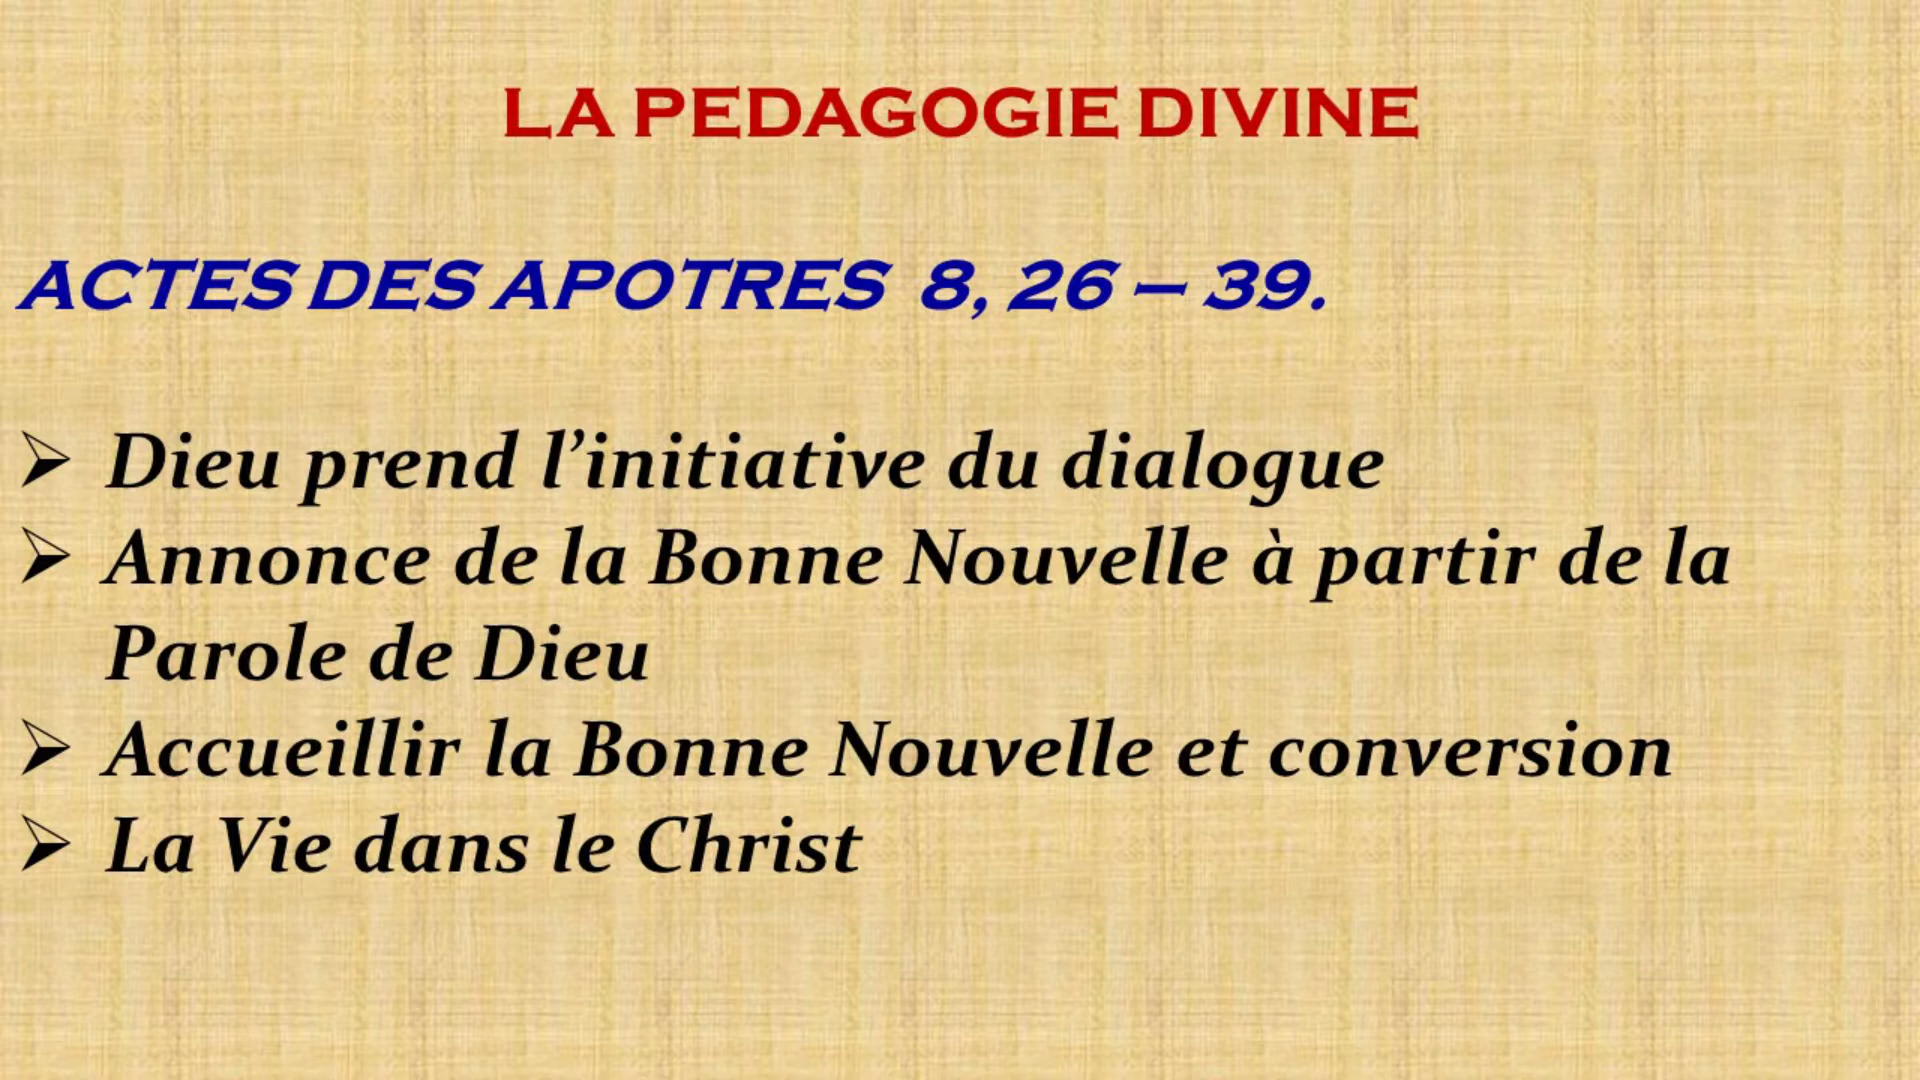 LA PEDAGOGIE DIVINE
ACTES DES APOTRES 8, 26 – 39.
➢ Dieu prend l’initiative du dialogue
➢ Annonce de la Bonne Nouvelle à partir de la
Parole de Dieu
➢ Accueillir la Bonne Nouvelle et conversion
➢ La Vie dans le Christ